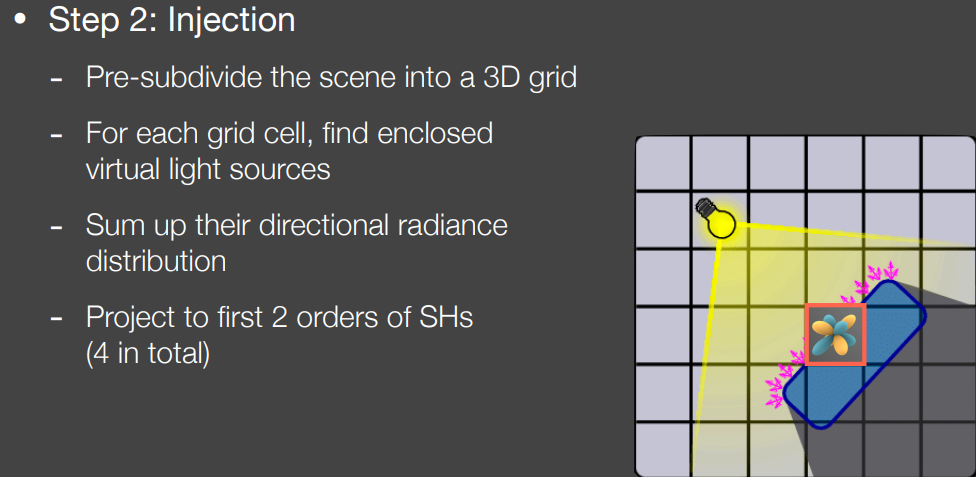 • Step 2: Injection
- Pre-subdivide the scene into a 3D grid
- For each grid cell, find enclosed
virtual light sources
- Sum up their directional radiance
distribution
- Project to first 2 orders of SHs
(4 in total)